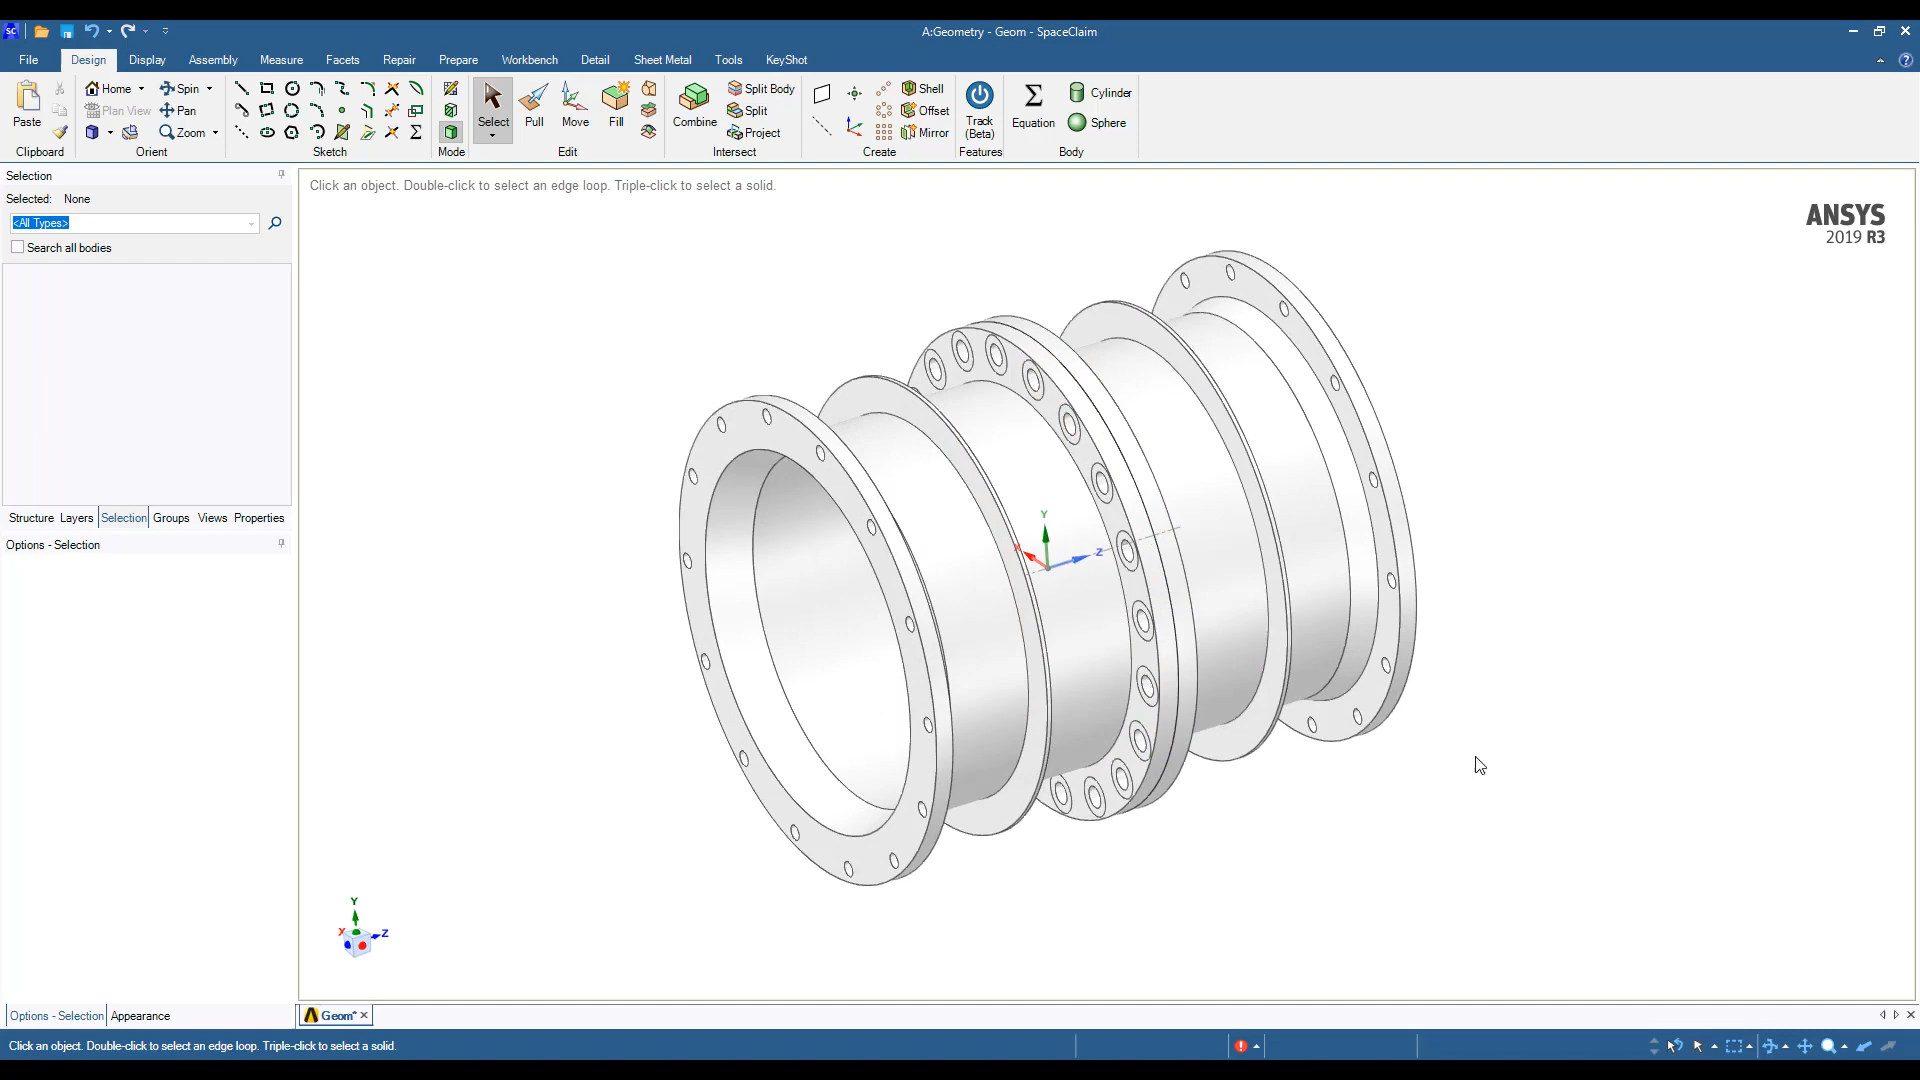 SC
A:Geometry - Geom - SpaceClaim
File Design Display Assembly Measure Facets Repair Prepare Workbench Detail Sheet Metal Tools KeyShot
Paste
Clipboard
Home Spin
Plan View Pan
Zoom
Orient
Sketch
Mode
Select Pull Move Fill
Edit
Combine
Split Body
Split
Project
Intersect
Shell
Offset
Mirror
Create
Track
(Beta)
Features
Equation
Cylinder
Sphere
Body
Selection
Selected: None
<All Types>
Search all bodies
Structure Layers Selection Groups Views Properties
Options - Selection
Click an object. Double-click to select an edge loop. Triple-click to select a solid.
ANSYS
2019 R3
Y
X
Z
Y
X
Z
Options - Selection Appearance
Geom*
Click an object. Double-click to select an edge loop. Triple-click to select a solid.